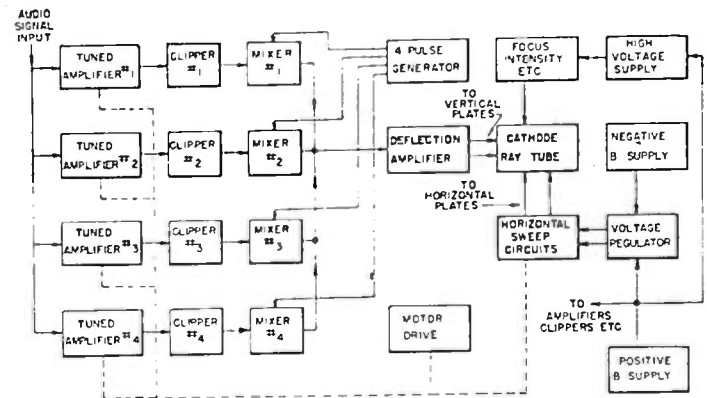 AUDIO
SIGNAL
INPUT
TUNED
AMPLIFIER #1
CLIPPER
#1
MIXER
#1
4 PULSE
GENERATOR
FOCUS
INTENSITY
ETC
HIGH
VOLTAGE
SUPPLY
TO
VERTICAL
PLATES
TUNED
AMPLIFIER #2
CLIPPER
#2
MIXER
#2
DEFLECTION
AMPLIFIER
CATHODE
RAY TUBE
NEGATIVE
B SUPPLY
TO
HORIZONTAL
PLATES
TUNED
AMPLIFIER #3
CLIPPER
#3
MIXER
#3
HORIZONTAL
SWEEP
CIRCUITS
VOLTAGE
REGULATOR
TUNED
AMPLIFIER #4
CLIPPER
#4
MIXER
#4
MOTOR
DRIVE
TO
AMPLIFIERS
CLIPPERS ETC
POSITIVE
B SUPPLY